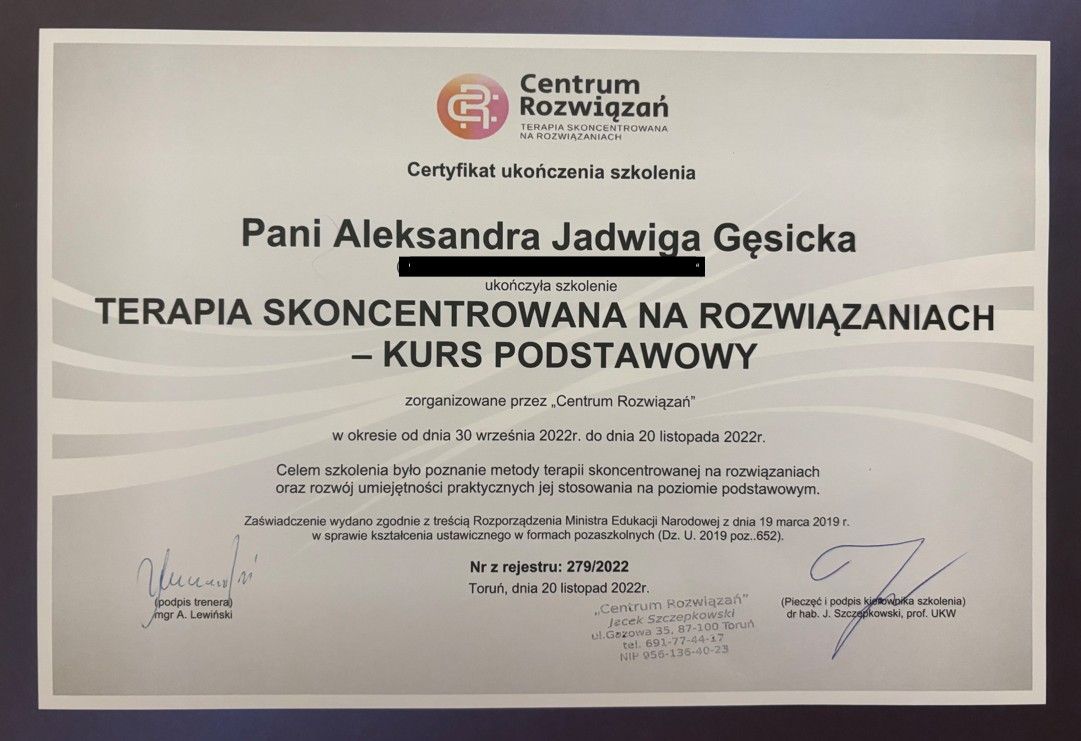 Centrum
Rozwiązań
TERAPIA SKONCENTROWANA
NA ROZWIĄZANIACH
Certyfikat ukończenia szkolenia
Pani Aleksandra Jadwiga Gęsicka
ukończyła szkolenie
TERAPIA SKONCENTROWANA NA ROZWIĄZANIACH
– KURS PODSTAWOWY
zorganizowane przez „Centrum Rozwiązań”
w okresie od dnia 30 września 2022r. do dnia 20 listopada 2022r.
Celem szkolenia było poznanie metody terapii skoncentrowanej na rozwiązaniach
oraz rozwój umiejętności praktycznych jej stosowania na poziomie podstawowym.
Zaświadczenie wydano zgodnie z treścią Rozporządzenia Ministra Edukacji Narodowej z dnia 19 marca 2019 r.
w sprawie kształcenia ustawicznego w formach pozaszkolnych (Dz. U. 2019 poz..652).
Nr z rejestru: 279/2022
Toruń, dnia 20 listopad 2022r.
(podpis trenera)
mgr A. Lewiński
„Centrum Rozwiązań”
Jacek Szczepkowski
ul.Gazowa 35, 87-100 Toruń
tel. 691-77-44-17
NIP 956-136-40-23
(Pieczęć i podpis kierownika szkolenia)
dr hab. J. Szczepkowski, prof. UKW